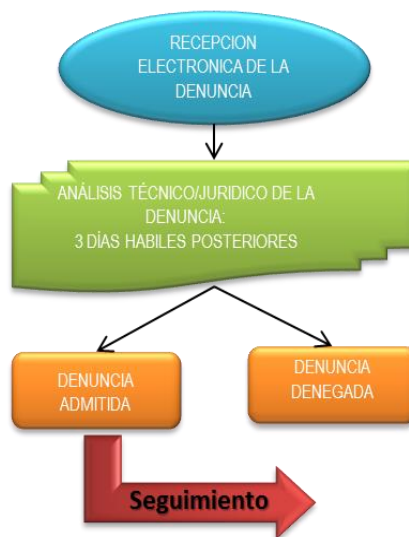 RECEPCION
ELECTRONICA DE LA
DENUNCIA
ANÁLISIS TÉCNICO/JURIDICO DE LA
DENUNCIA:
3 DÌAS HABILES POSTERIORES
DENUNCIA
ADMITIDA
DENUNCIA
DENEGADA
Seguimiento